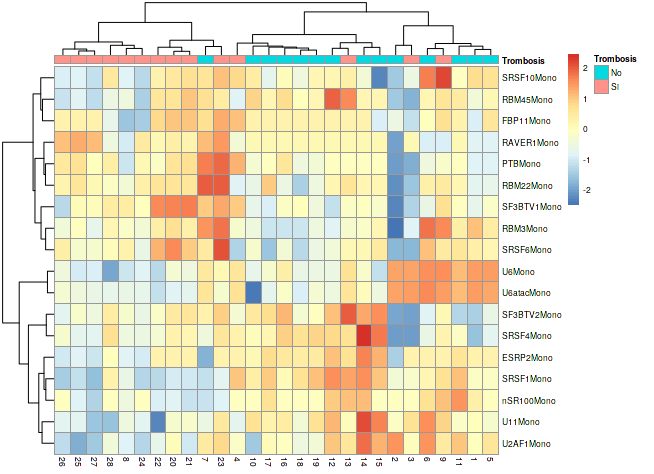 Trombosis
SRSF10Mono
RBM45Mono
FBP11Mono
RAVER1Mono
PTBMono
RBM22Mono
SF3BTV1Mono
RBM3Mono
SRSF6Mono
U6Mono
U6atacMono
SF3BTV2Mono
SRSF4Mono
ESRP2Mono
SRSF1Mono
nSR100Mono
U11Mono
U2AF1Mono
26 25 27 28 8 24 22 20 21 7 23 4 10 17 16 18 19 12 13 14 15 2 3 6 9 11 1 5
2
1
0
-1
-2
Trombosis
No
SI